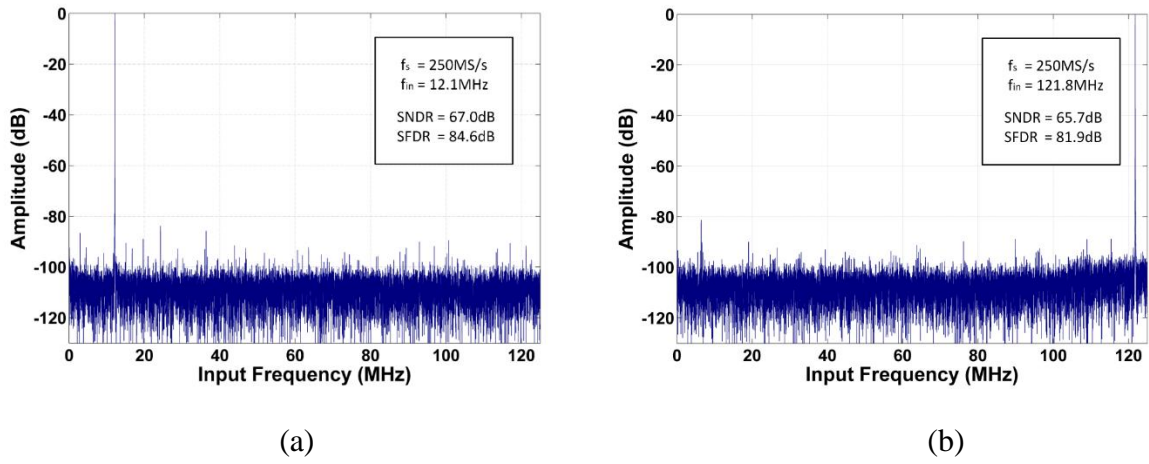 0
-20
-40
-60
-80
-100
-120
Amplitude (dB)
fs = 250MS/s
fin = 12.1MHz
SNDR = 67.0dB
SFDR = 84.6dB
0 20 40 60 80 100 120
Input Frequency (MHz)
(a)
0
-20
-40
-60
-80
-100
-120
Amplitude (dB)
fs = 250MS/s
fin = 121.8MHz
SNDR = 65.7dB
SFDR = 81.9dB
0 20 40 60 80 100 120
Input Frequency (MHz)
(b)